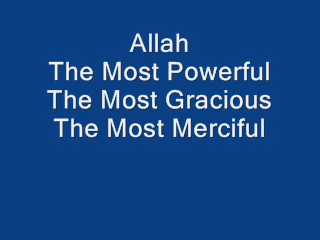 Allah
The Most Powerful
The Most Gracious
The Most Merciful